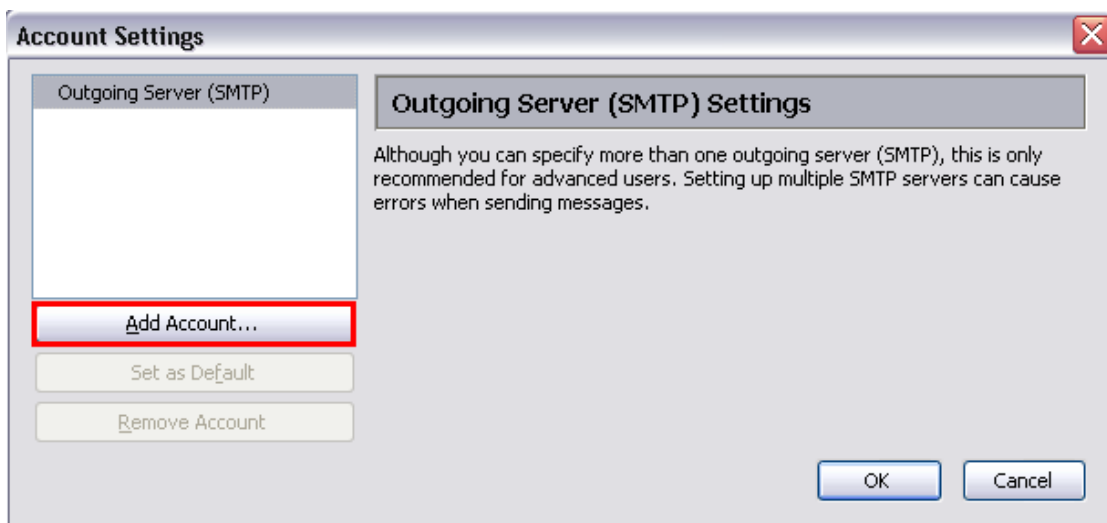 Account Settings
Outgoing Server (SMTP)
Outgoing Server (SMTP) Settings
Although you can specify more than one outgoing server (SMTP), this is only
recommended for advanced users. Setting up multiple SMTP servers can cause
errors when sending messages.
Add Account...
Set as Default
Remove Account
OK
Cancel